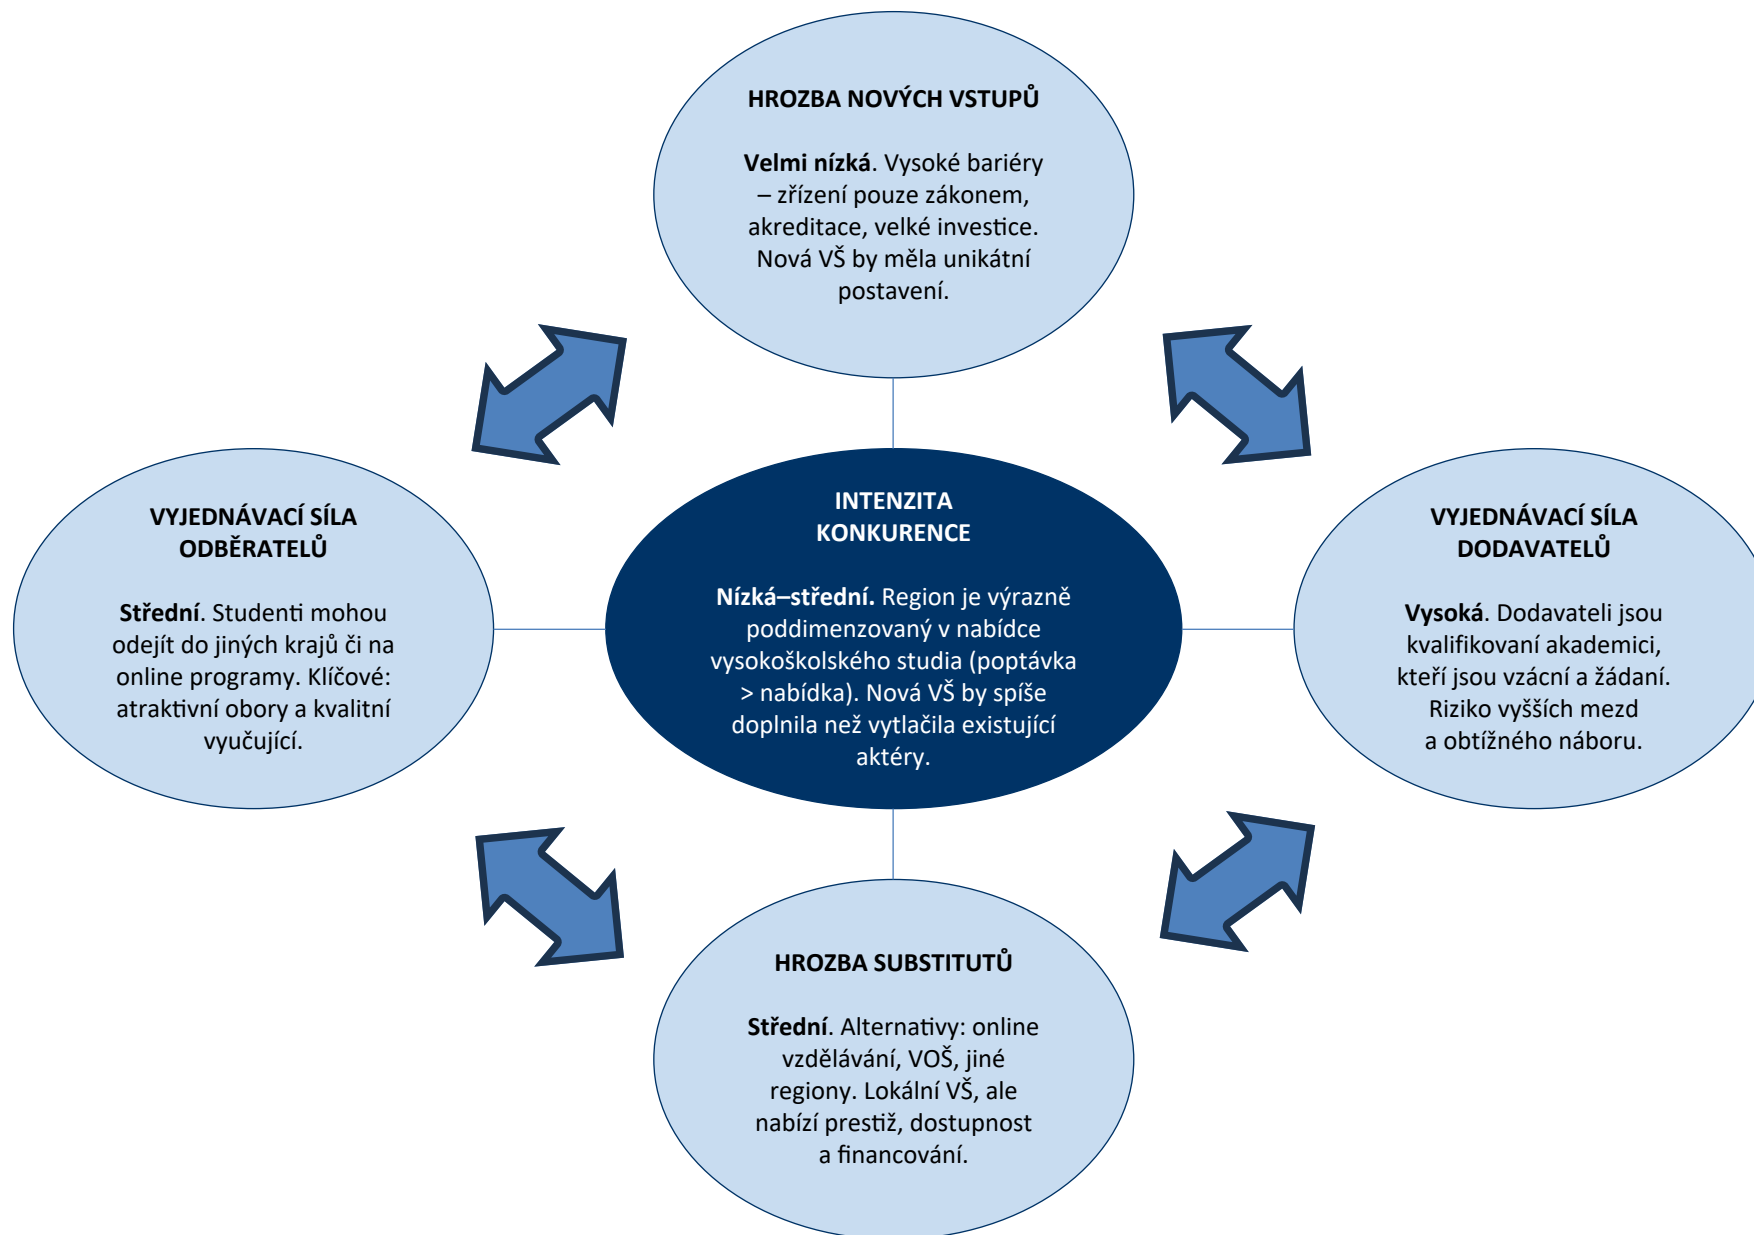 HROZBA NOVÝCH VSTUPŮ
Velmi nízká. Vysoké bariéry
– zřízení pouze zákonem,
akreditace, velké investice.
Nová VŠ by měla unikátní
postavení.
VYJEDNÁVACÍ SÍLA
ODBĚRATELŮ
Střední. Studenti mohou
odejít do jiných krajů či na
online programy. Klíčové:
atraktivní obory a kvalitní
vyučující.
INTENZITA
KONKURENCE
Nízká–střední. Region je výrazně
poddimenzovaný v nabídce
vysokoškolského studia (poptávka
> nabídka). Nová VŠ by spíše
doplnila než vytlačila existující
aktéry.
VYJEDNÁVACÍ SÍLA
DODAVATELŮ
Vysoká. Dodavateli jsou
kvalifikovaní akademici,
kteří jsou vzácní a žádaní.
Riziko vyšších mezd
a obtížného náboru.
HROZBA SUBSTITUTŮ
Střední. Alternativy: online
vzdělávání, VOŠ, jiné
regiony. Lokální VŠ, ale
nabízí prestiž, dostupnost
a financování.